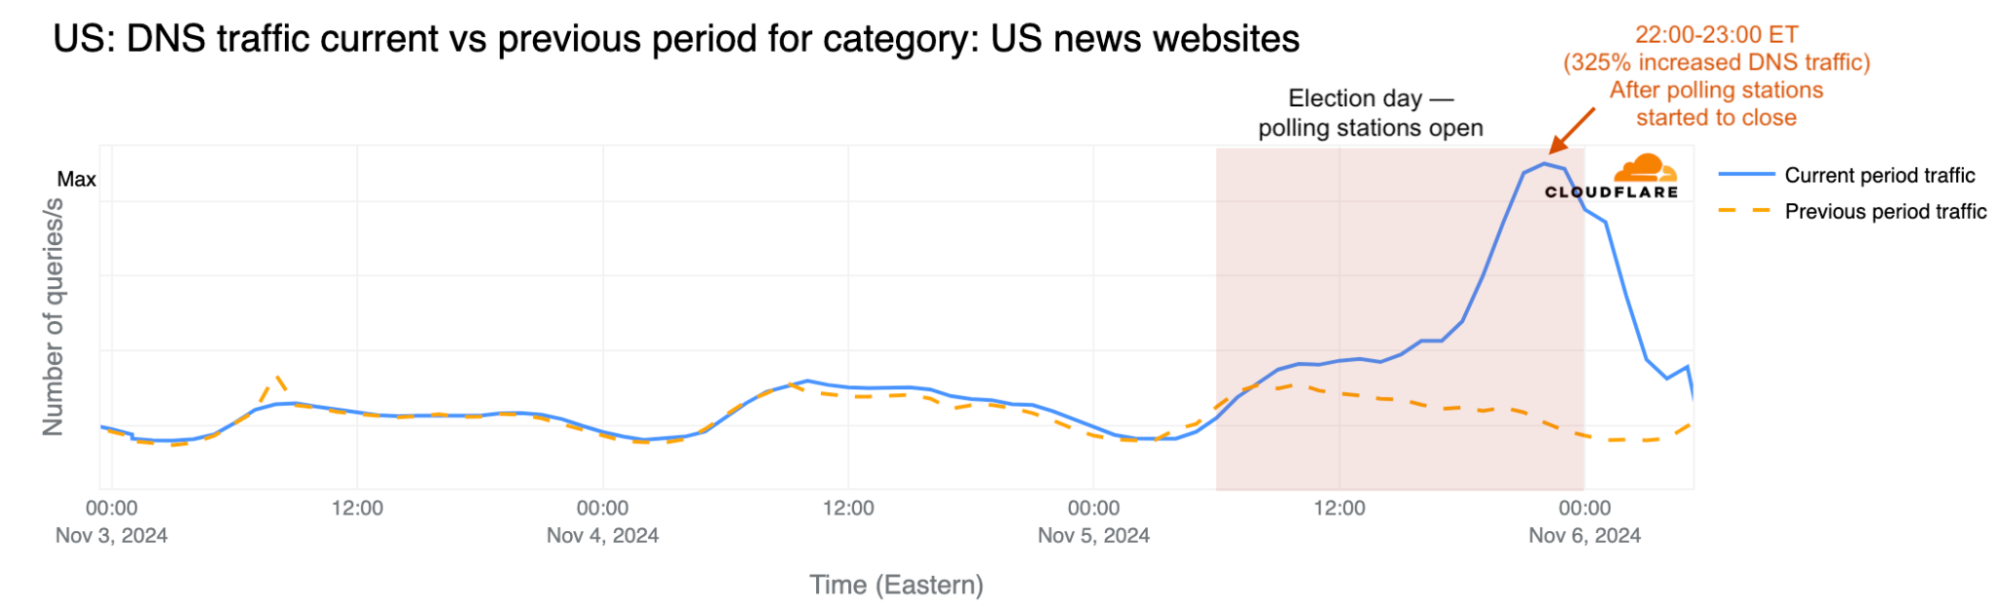 US: DNS traffic current vs previous period for category: US news websites
22:00-23:00 ET
(325% increased DNS traffic)
After polling stations
started to close
Election day —
polling stations open
Max
Number of queries/s
CLOUDFLARE
Current period traffic
Previous period traffic
00:00
Nov 3, 2024
12:00
00:00
Nov 4, 2024
12:00
00:00
Nov 5, 2024
12:00
00:00
Nov 6, 2024
Time (Eastern)